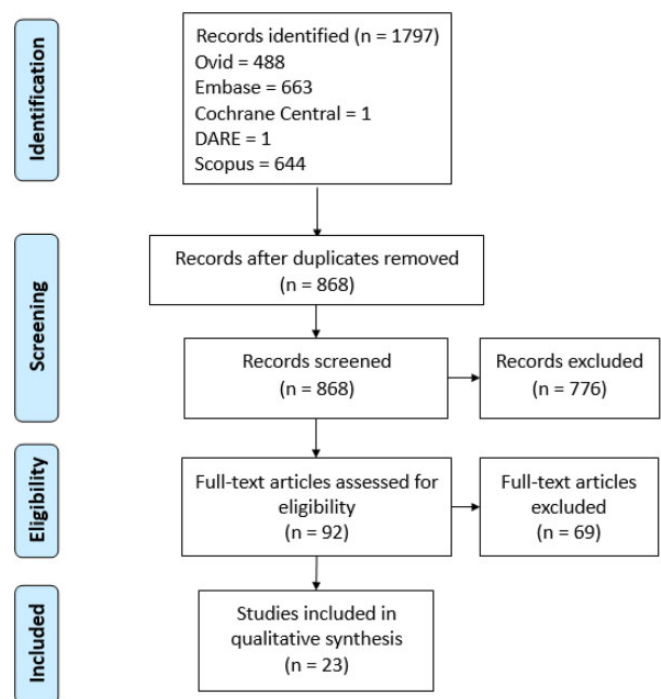 Identification
Records identified (n = 1797)
Ovid = 488
Embase = 663
Cochrane Central = 1
DARE = 1
Scopus = 644
Screening
Records after duplicates removed
(n = 868)
Records screened
(n = 868)
Records excluded
(n = 776)
Eligibility
Full-text articles assessed for
eligibility
(n = 92)
Full-text articles
excluded
(n = 69)
Included
Studies included in
qualitative synthesis
(n = 23)